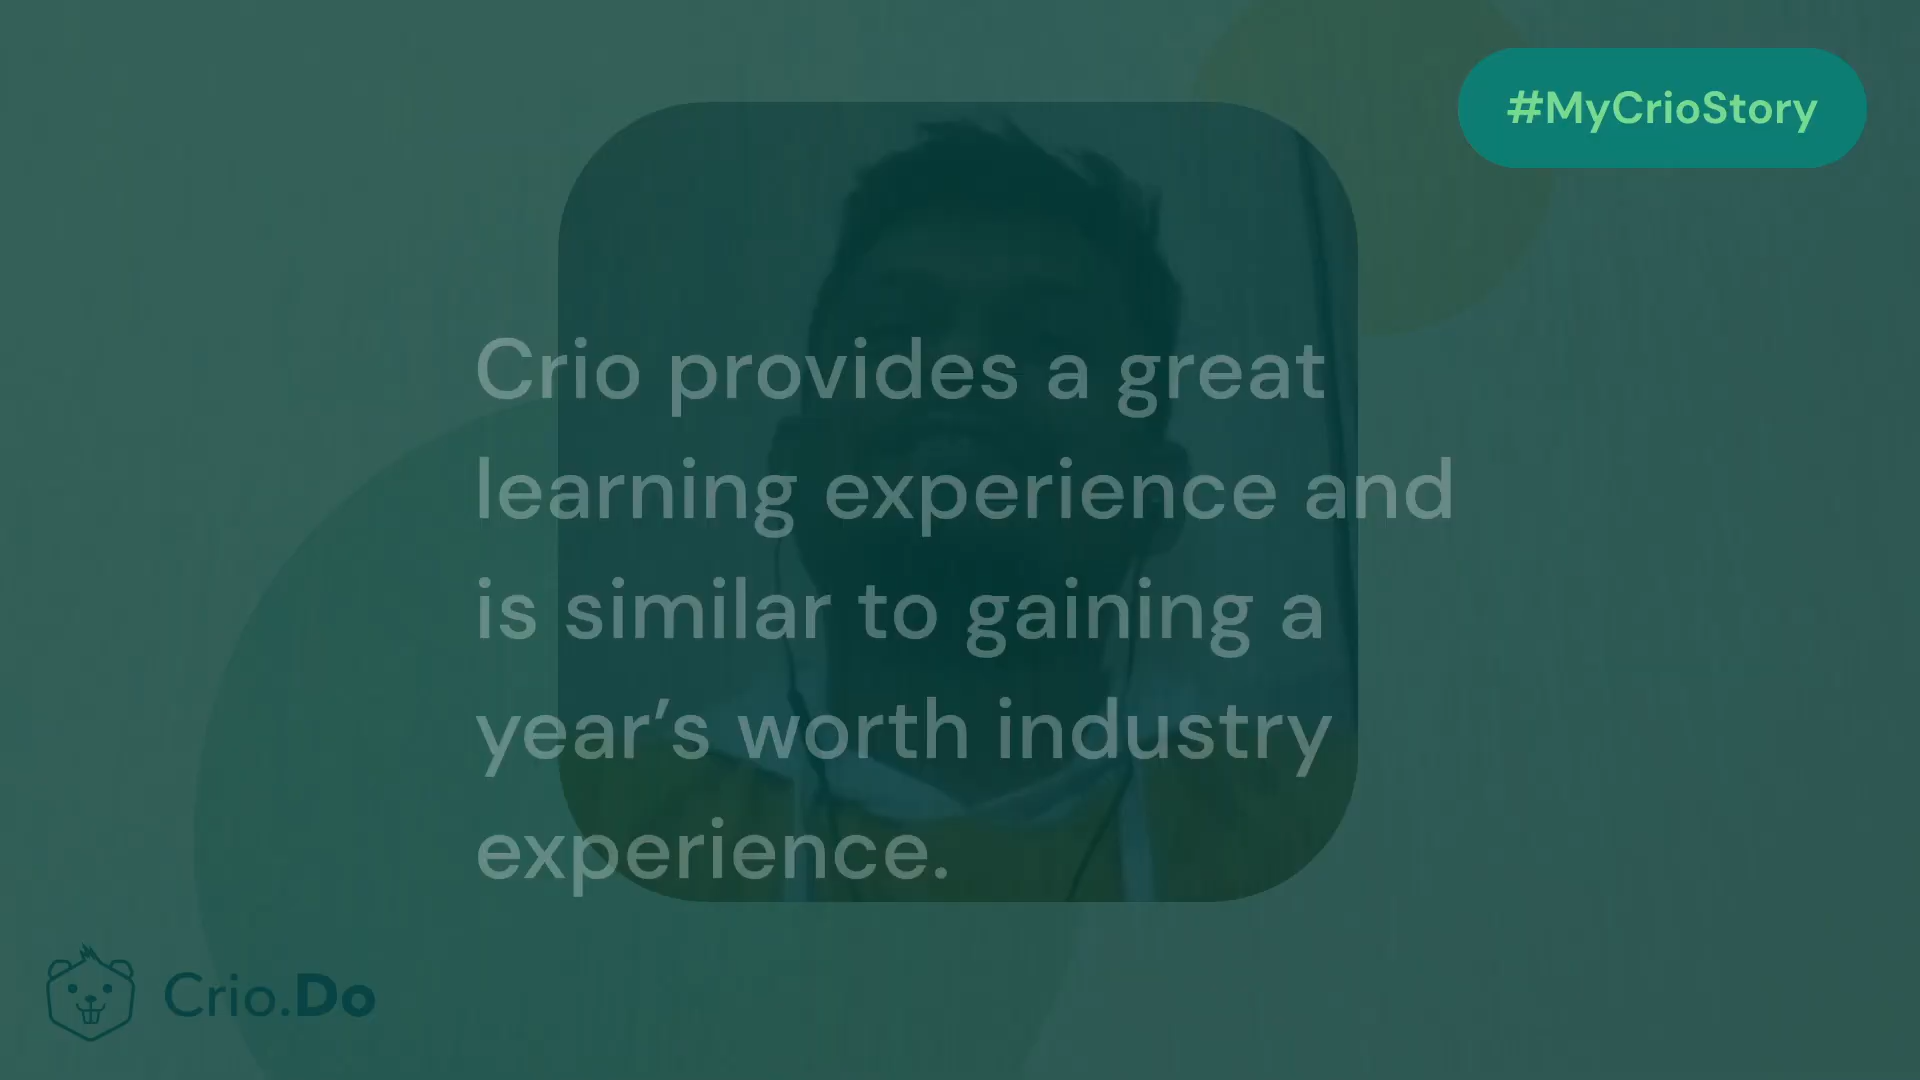 #MyCrioStory
Crio provides a great
learning experience and
is similar to gaining a
year’s worth industry
experience.
Crio.Do